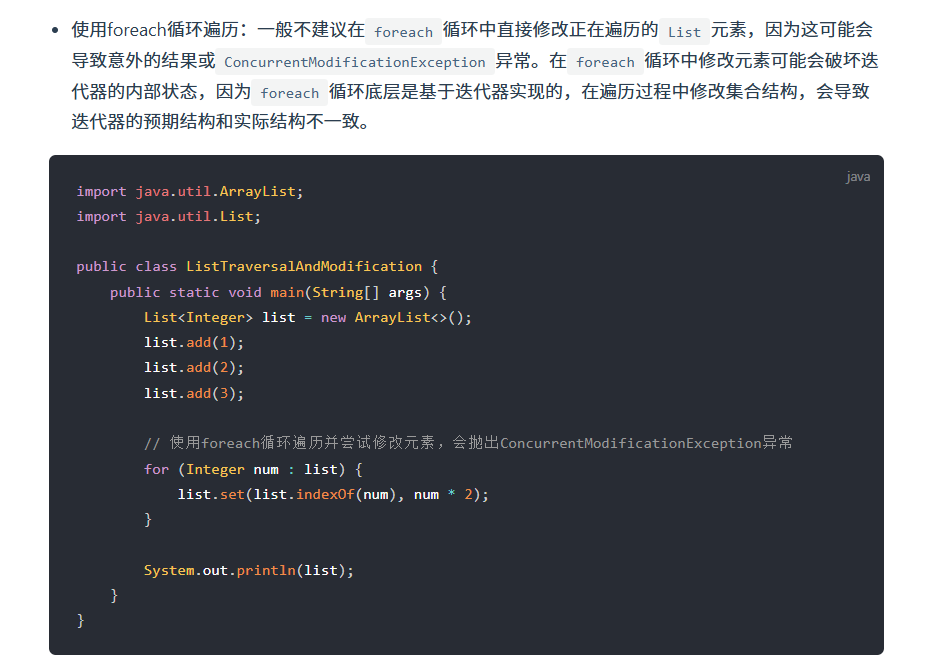 • 使用foreach循环遍历：一般不建议在 foreach 循环中直接修改正在遍历的 List 元素，因为这可能会
导致意外的结果或 ConcurrentModificationException 异常。在 foreach 循环中修改元素可能会破坏迭
代器的内部状态，因为 foreach 循环底层是基于迭代器实现的，在遍历过程中修改集合结构，会导致
迭代器的预期结构和实际结构不一致。
java
import java.util.ArrayList;
import java.util.List;
public class ListTraversalAndModification {
    public static void main(String[] args) {
        List<Integer> list = new ArrayList<>();
        list.add(1);
        list.add(2);
        list.add(3);
        // 使用foreach循环遍历并尝试修改元素，会抛出ConcurrentModificationException异常
        for (Integer num : list) {
            list.set(list.indexOf(num), num * 2);
        }
        System.out.println(list);
    }
}